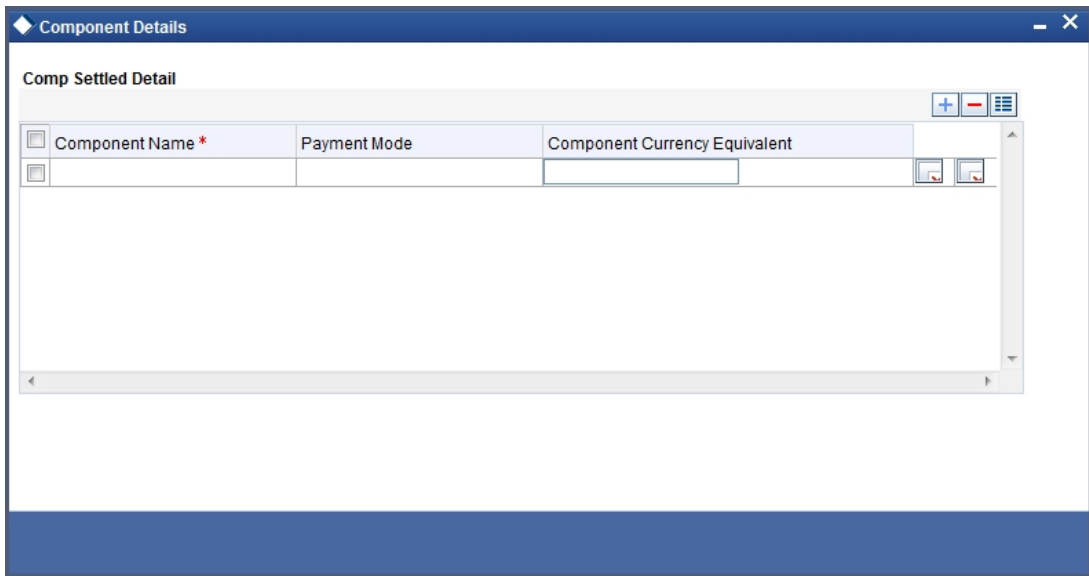 Component Details
Comp Settled Detail
Component Name * Payment Mode Component Currency Equivalent